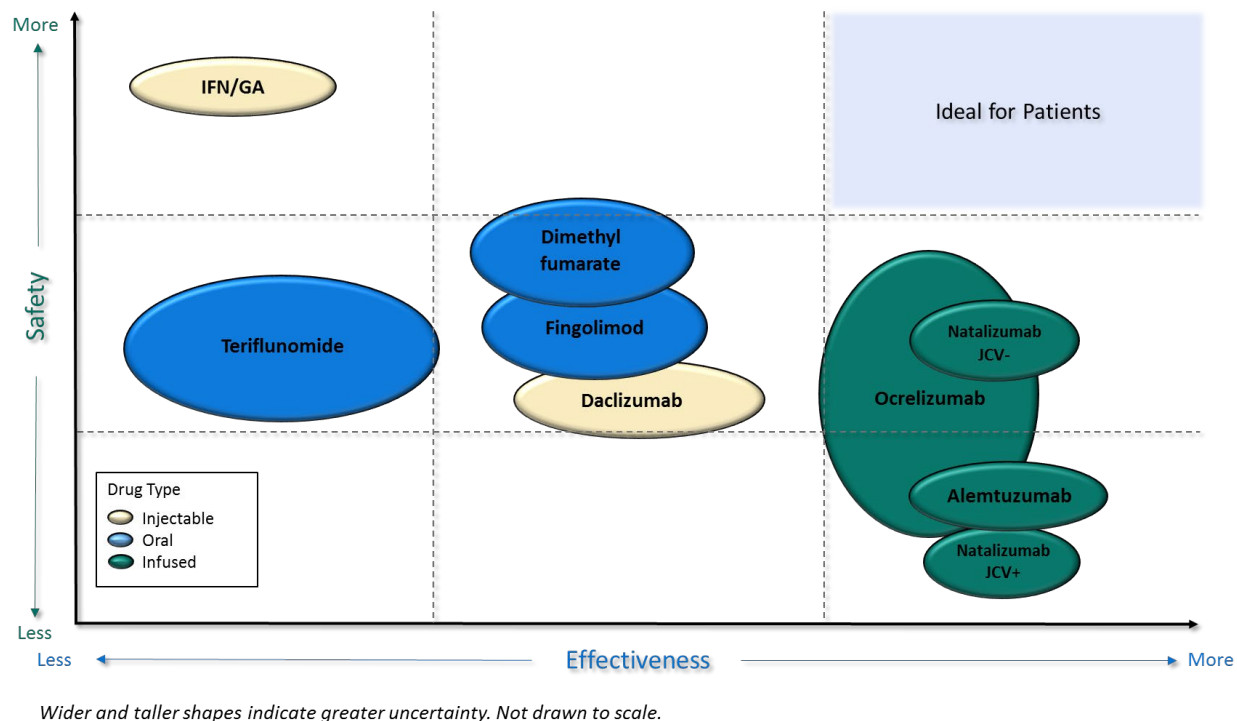 More
IFN/GA
Ideal for Patients
Dimethyl
fumarate
Safety
Teriflunomide
Fingolimod
Natalizumab
JCV-
Daclizumab
Ocrelizumab
Drug Type
Injectable
Oral
Infused
Alemtuzumab
Natalizumab
JCV+
Less
Less
Effectiveness
More
Wider and taller shapes indicate greater uncertainty. Not drawn to scale.